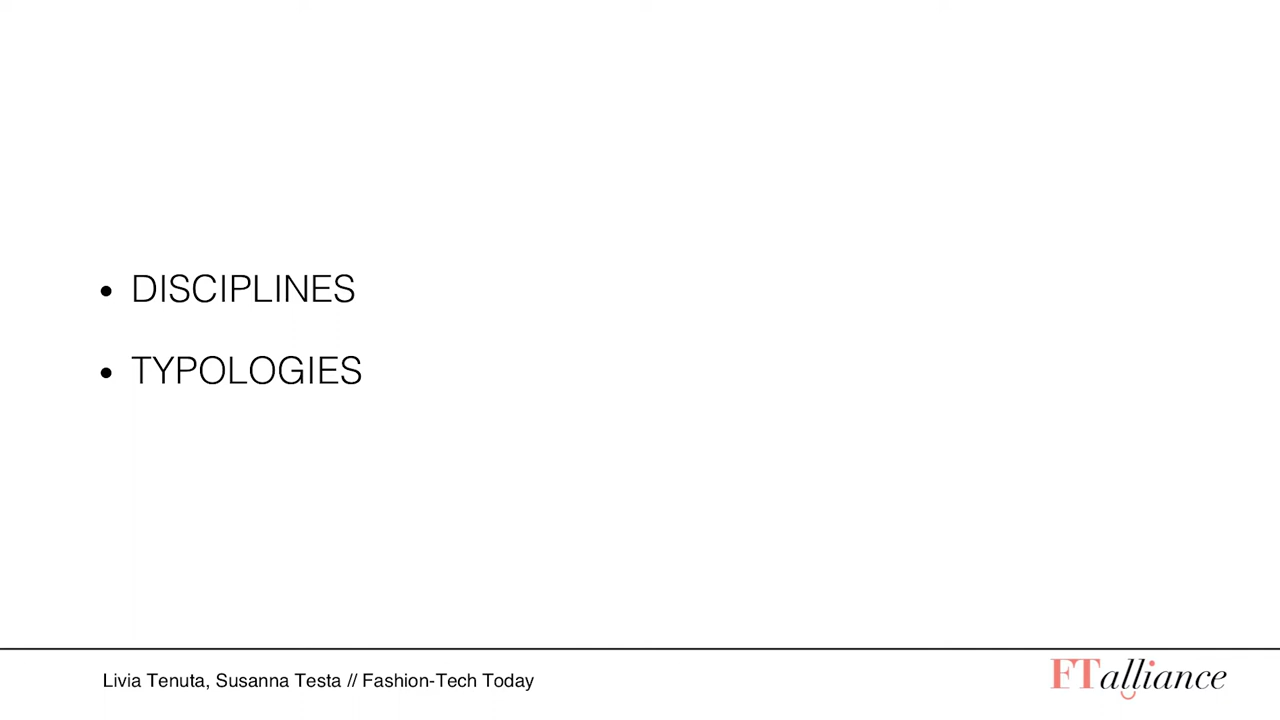 • DISCIPLINES
• TYPOLOGIES
Livia Tenuta, Susanna Testa // Fashion-Tech Today
FTalliance